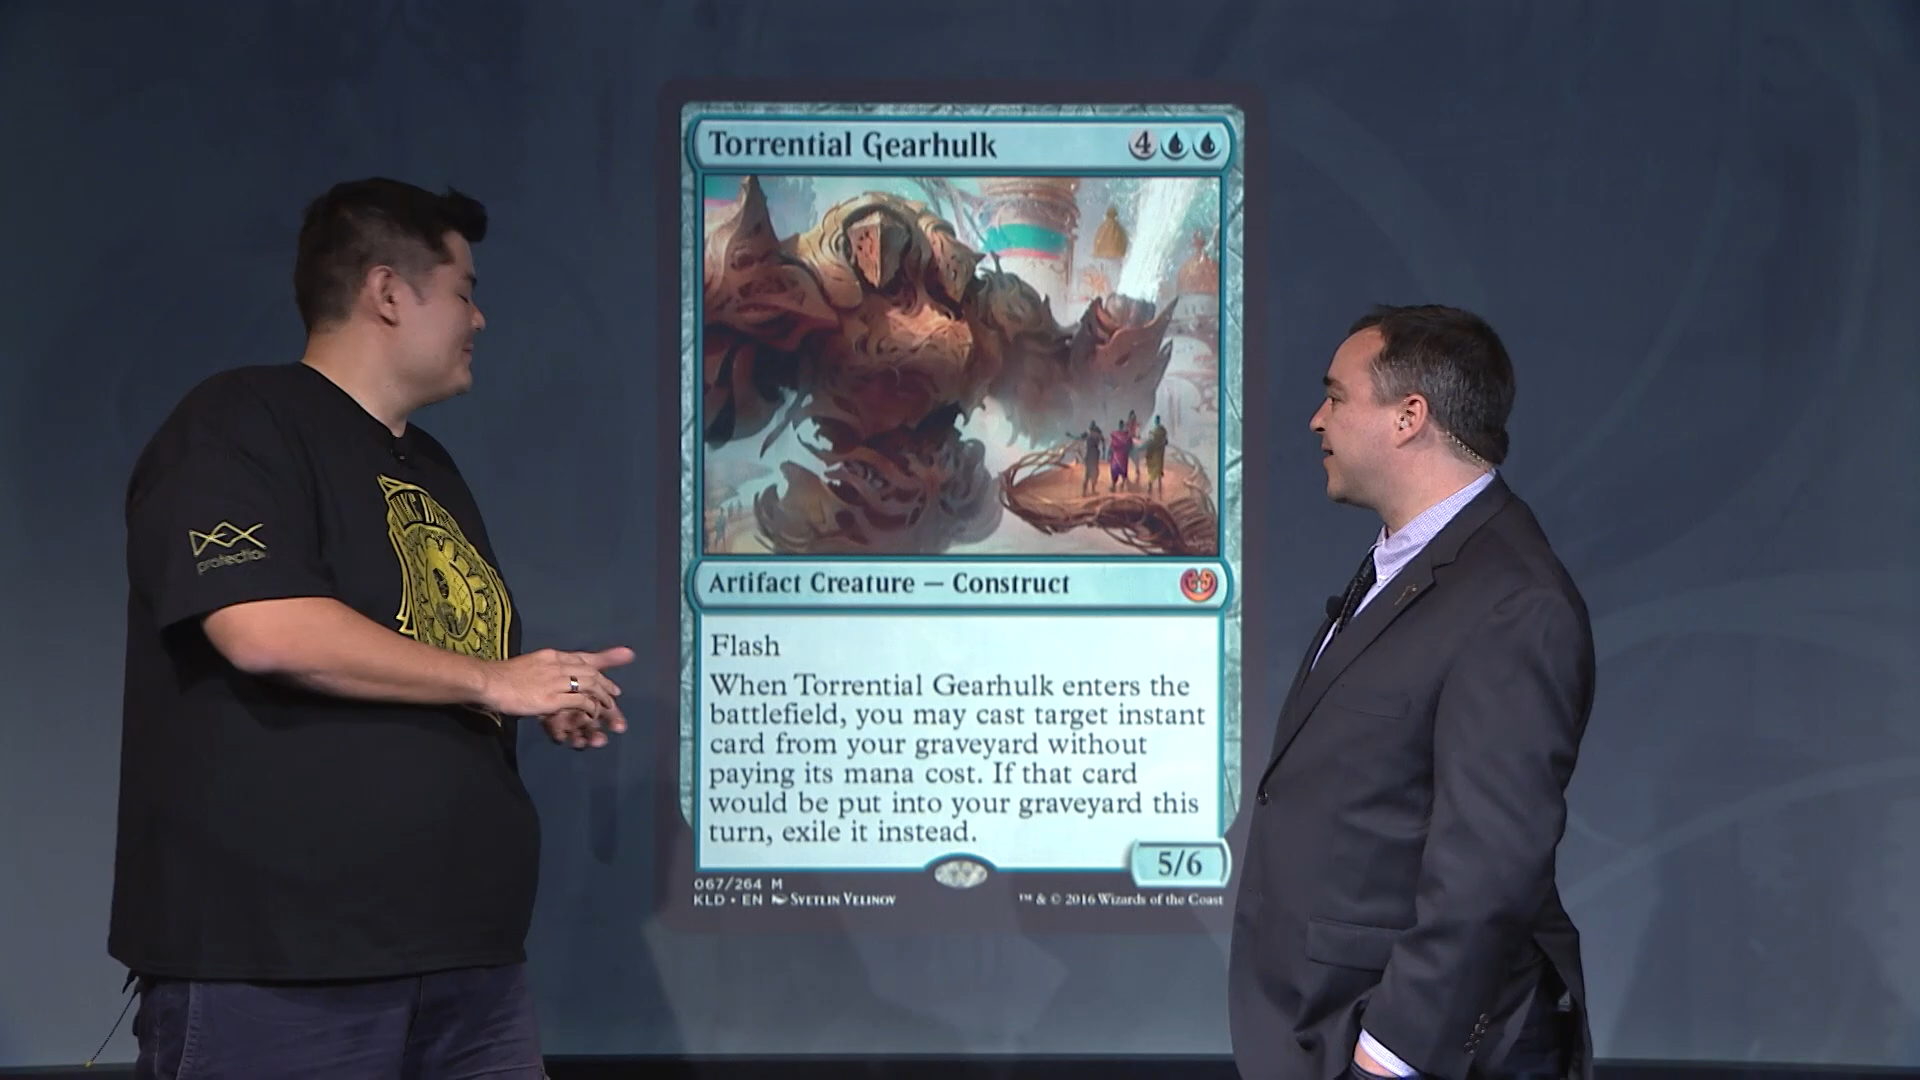 Torrential Gearhulk
4
Artifact Creature — Construct
Flash
When Torrential Gearhulk enters the
battlefield, you may cast target instant
card from your graveyard without
paying its mana cost. If that card
would be put into your graveyard this
turn, exile it instead.
5/6
067/264 M
KLD • EN Svetlin Velinov
™ & © 2016 Wizards of the Coast
DEX
protection